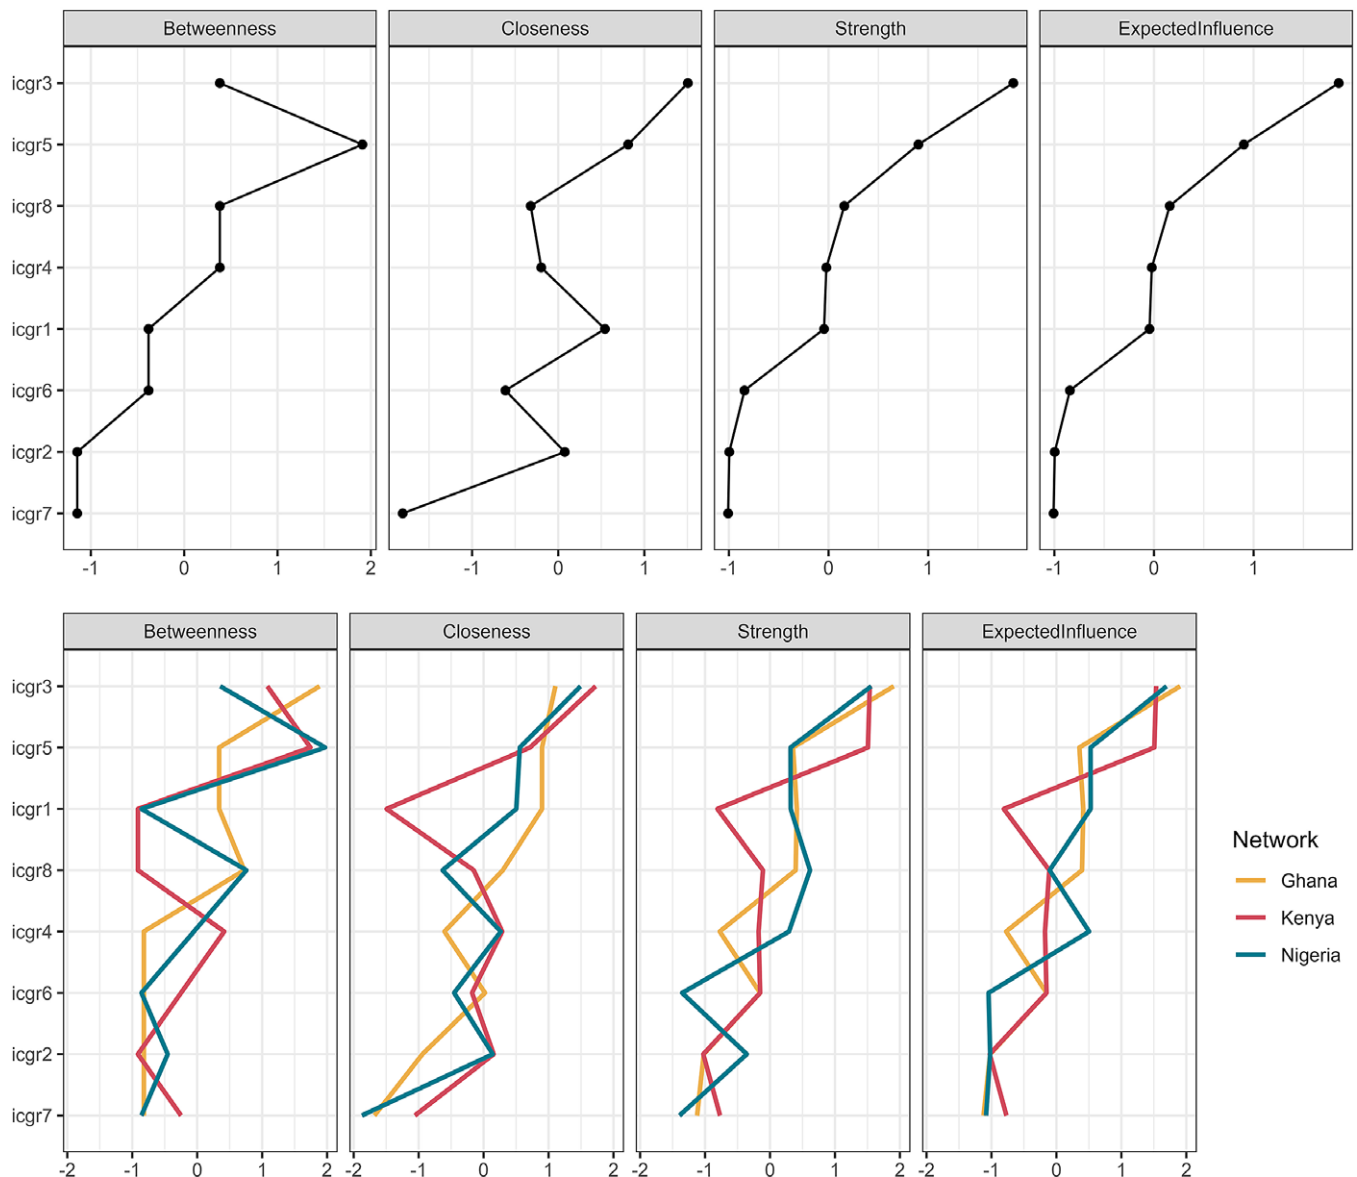 Betweenness Closeness Strength ExpectedInfluence
icgr3
icgr5
icgr8
icgr4
icgr1
icgr6
icgr2
icgr7
-1 0 1 2 -1 0 1 -1 0 1 -1 0 1
Betweenness Closeness Strength ExpectedInfluence
icgr3
icgr5
icgr1
icgr8
icgr4
icgr6
icgr2
icgr7
-2 -1 0 1 2 -2 -1 0 1 2 -2 -1 0 1 2 -2 -1 0 1 2
Network
Ghana
Kenya
Nigeria